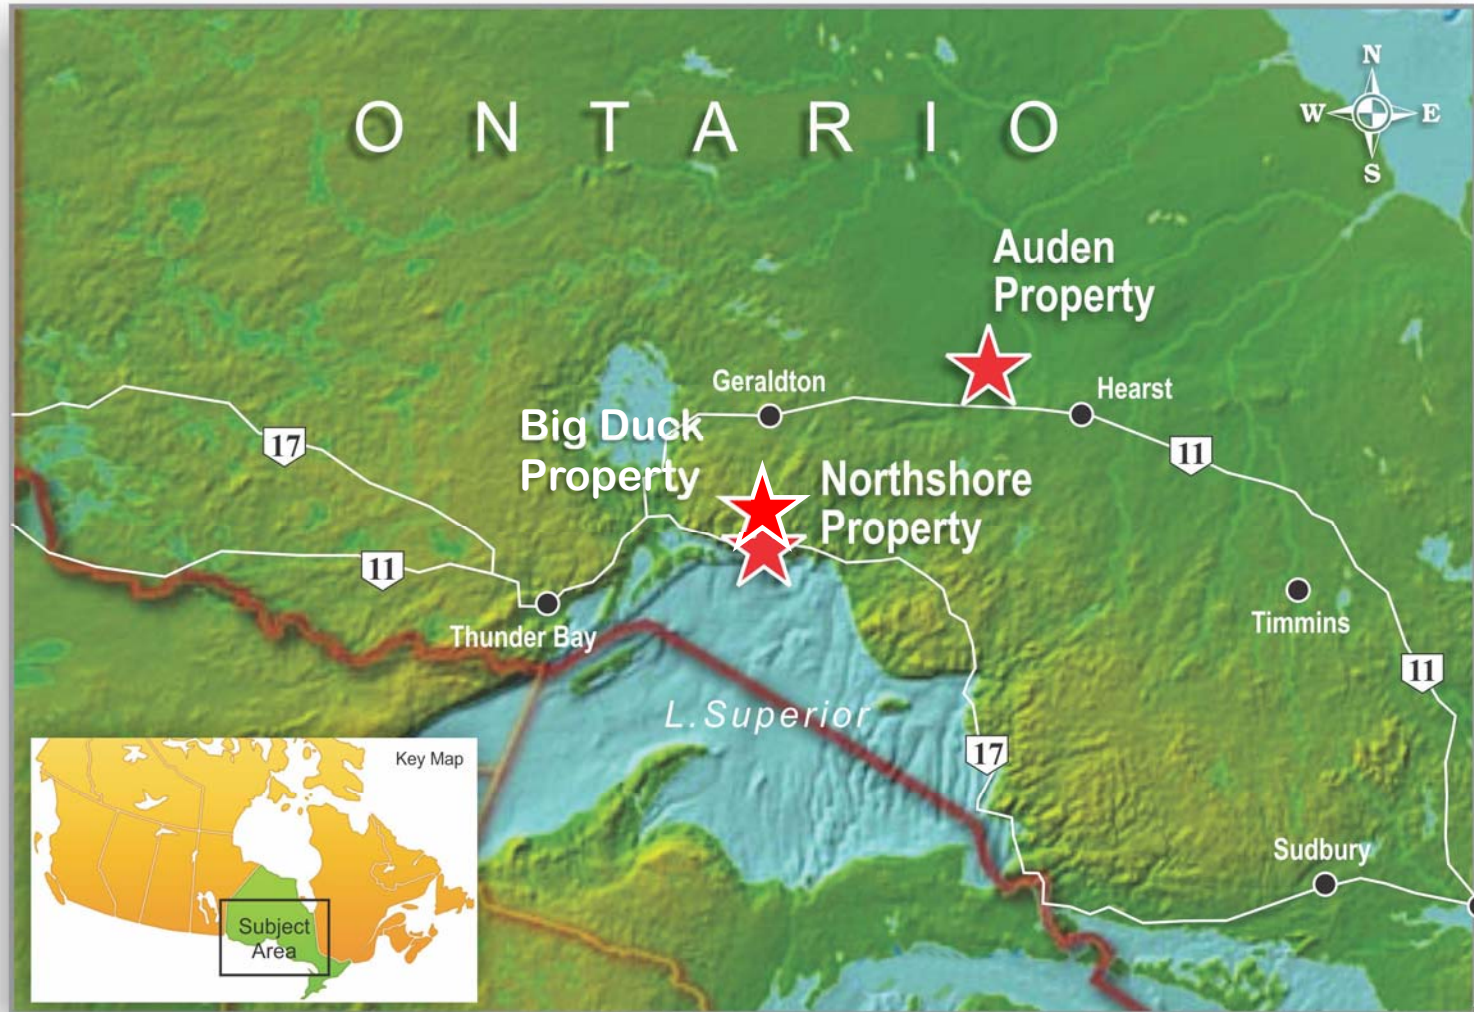 ONTARIO
N
W E
S
Auden
Property
Geraldton
Hearst
Big Duck
Property
17
11
Northshore
Property
11
Thunder Bay
Timmins
11
L.Superior
17
Key Map
Sudbury
Subject
Area